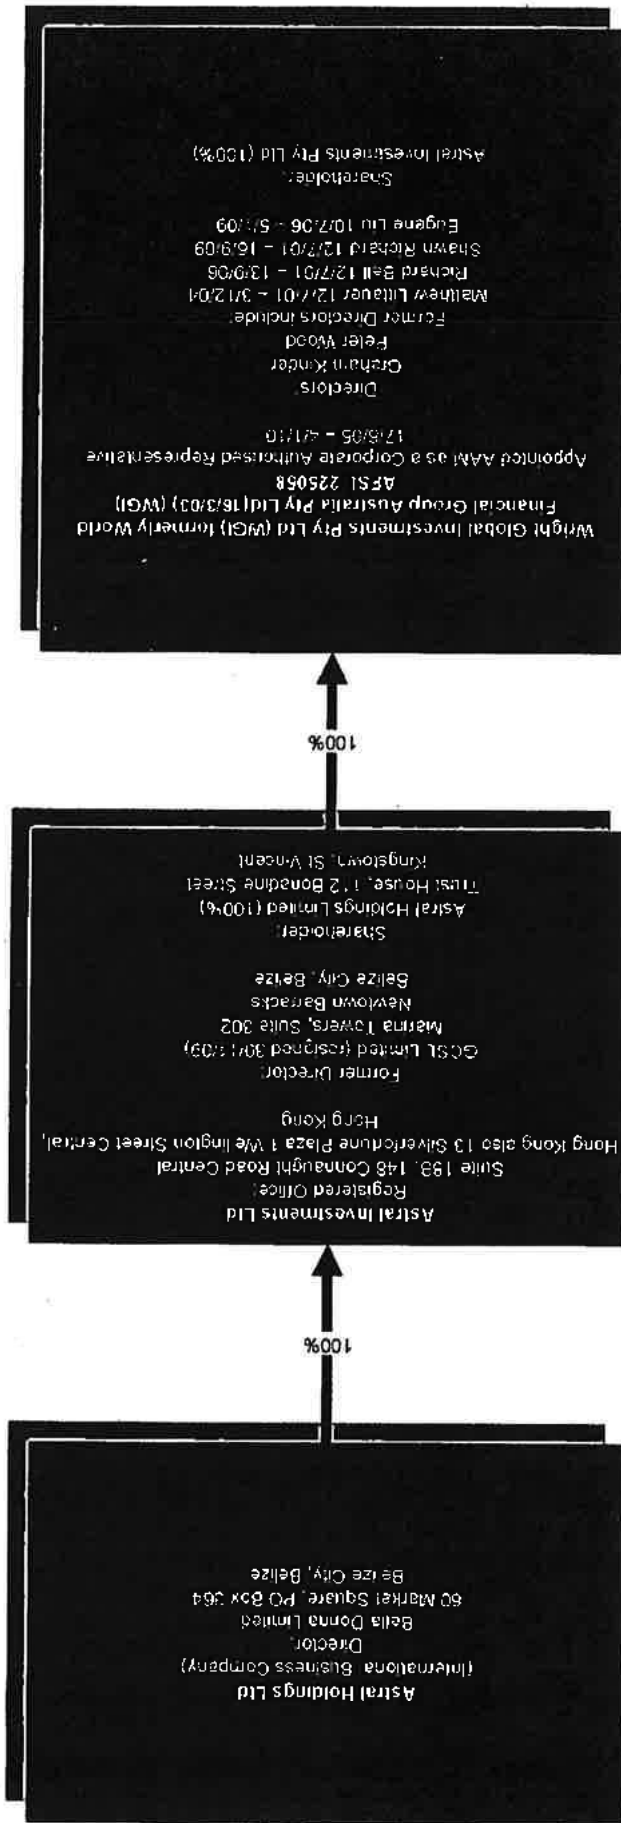 Astral Holdings Ltd
(International Business Company)
Director:
Bella Donna Limited
60 Market Square, PO Box 364
Belize City, Belize
100%
Astral Investments Ltd
Registered Office:
Suite 19B, 148 Connaught Road Central
Hong Kong also 13 Silverfortune Plaza 1 Wellington Street Central,
Hong Kong
Former Director:
GCSL Limited (resigned 30/11/09)
Marina Towers, Suite 302
Newtown Barracks
Belize City, Belize
Shareholder:
Astral Holdings Limited (100%)
Trust House, 112 Bonadine Street
Kingstown, St Vincent
100%
Wright Global Investments Pty Ltd (WGI) formerly World
Financial Group Australia Pty Ltd (16/3/03) (WGI)
AFSL 225058
Appointed AAM as a Corporate Authorised Representative
17/6/05 – 4/1/10
Directors:
Graham Kinder
Peter Wood
Former Directors include:
Matthew Littauer 12/7/01 – 3/12/04
Richard Bell 12/7/01 – 13/9/06
Shawn Richard 12/7/01 – 16/9/09
Eugene Liu 10/7/06 –
Shareholder:
Astral Investments Pty Ltd (100%)